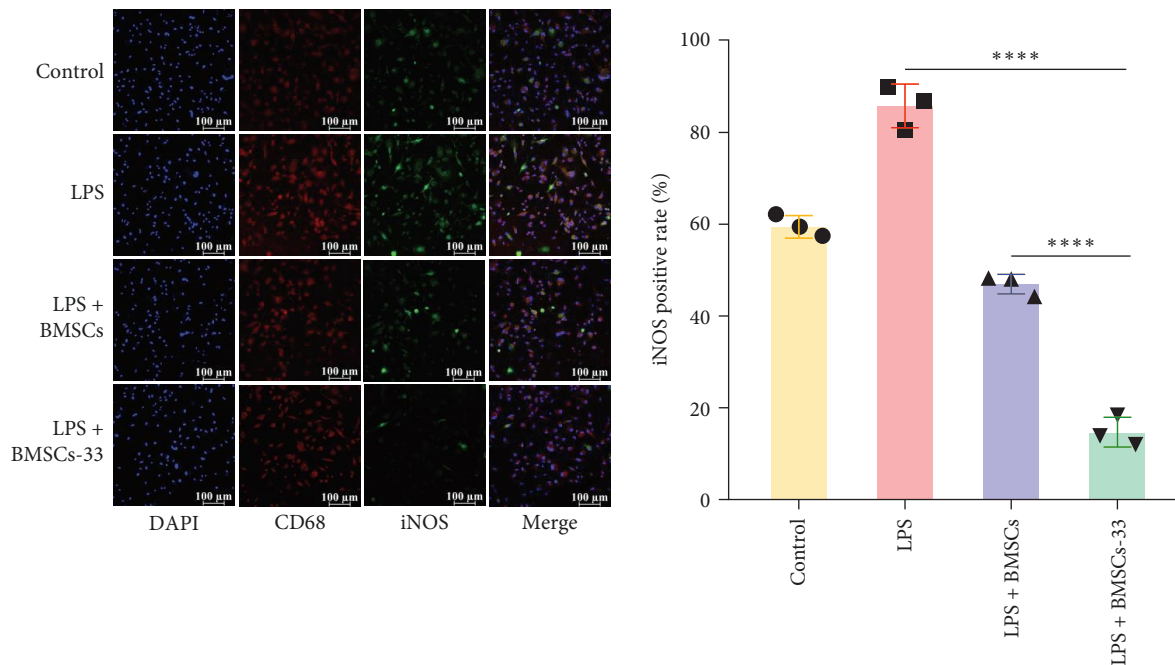 Control
100 μm
100 μm
100 μm
100 μm
LPS
100 μm
100 μm
100 μm
100 μm
LPS +
BMSCs
100 μm
100 μm
100 μm
100 μm
LPS +
BMSCs-33
100 μm
100 μm
100 μm
100 μm
DAPI
CD68
iNOS
Merge
iNOS positive rate (%)
100
80
60
40
20
0
****
****
Control
LPS
LPS + BMSCs
LPS + BMSCs-33